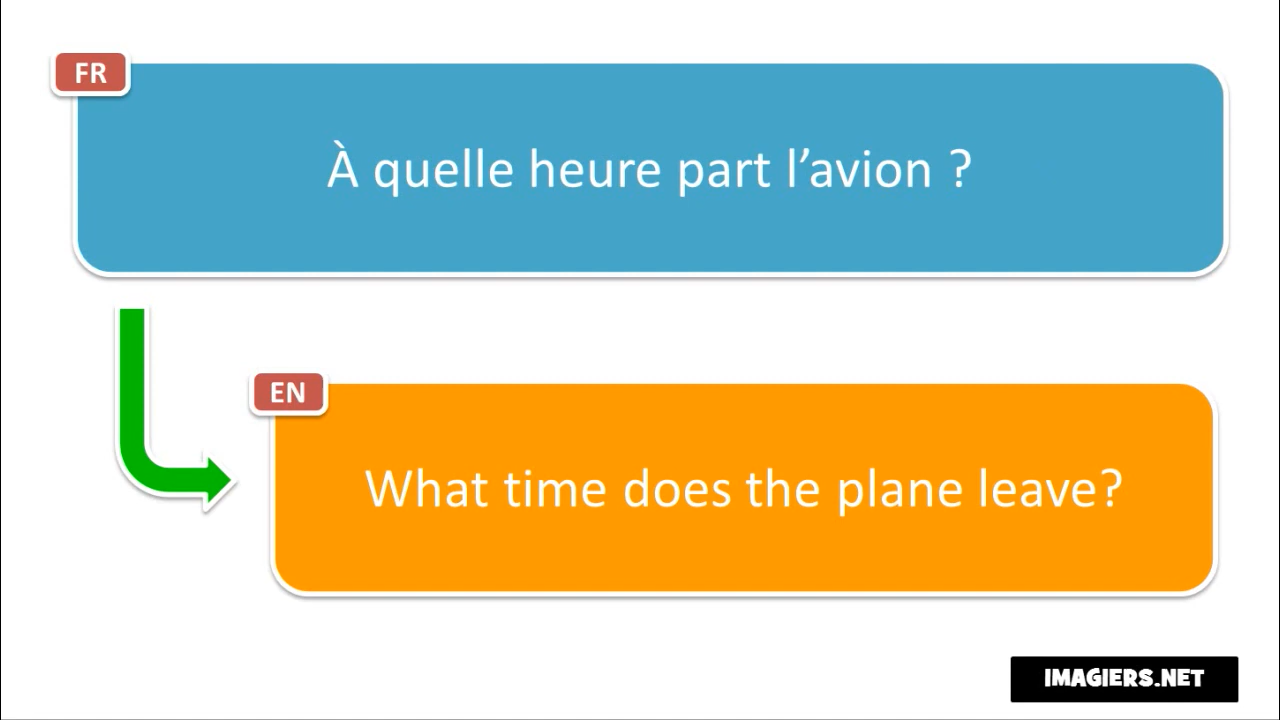 FR
À quelle heure part l’avion ?
EN
What time does the plane leave?
IMAGIERS.NET